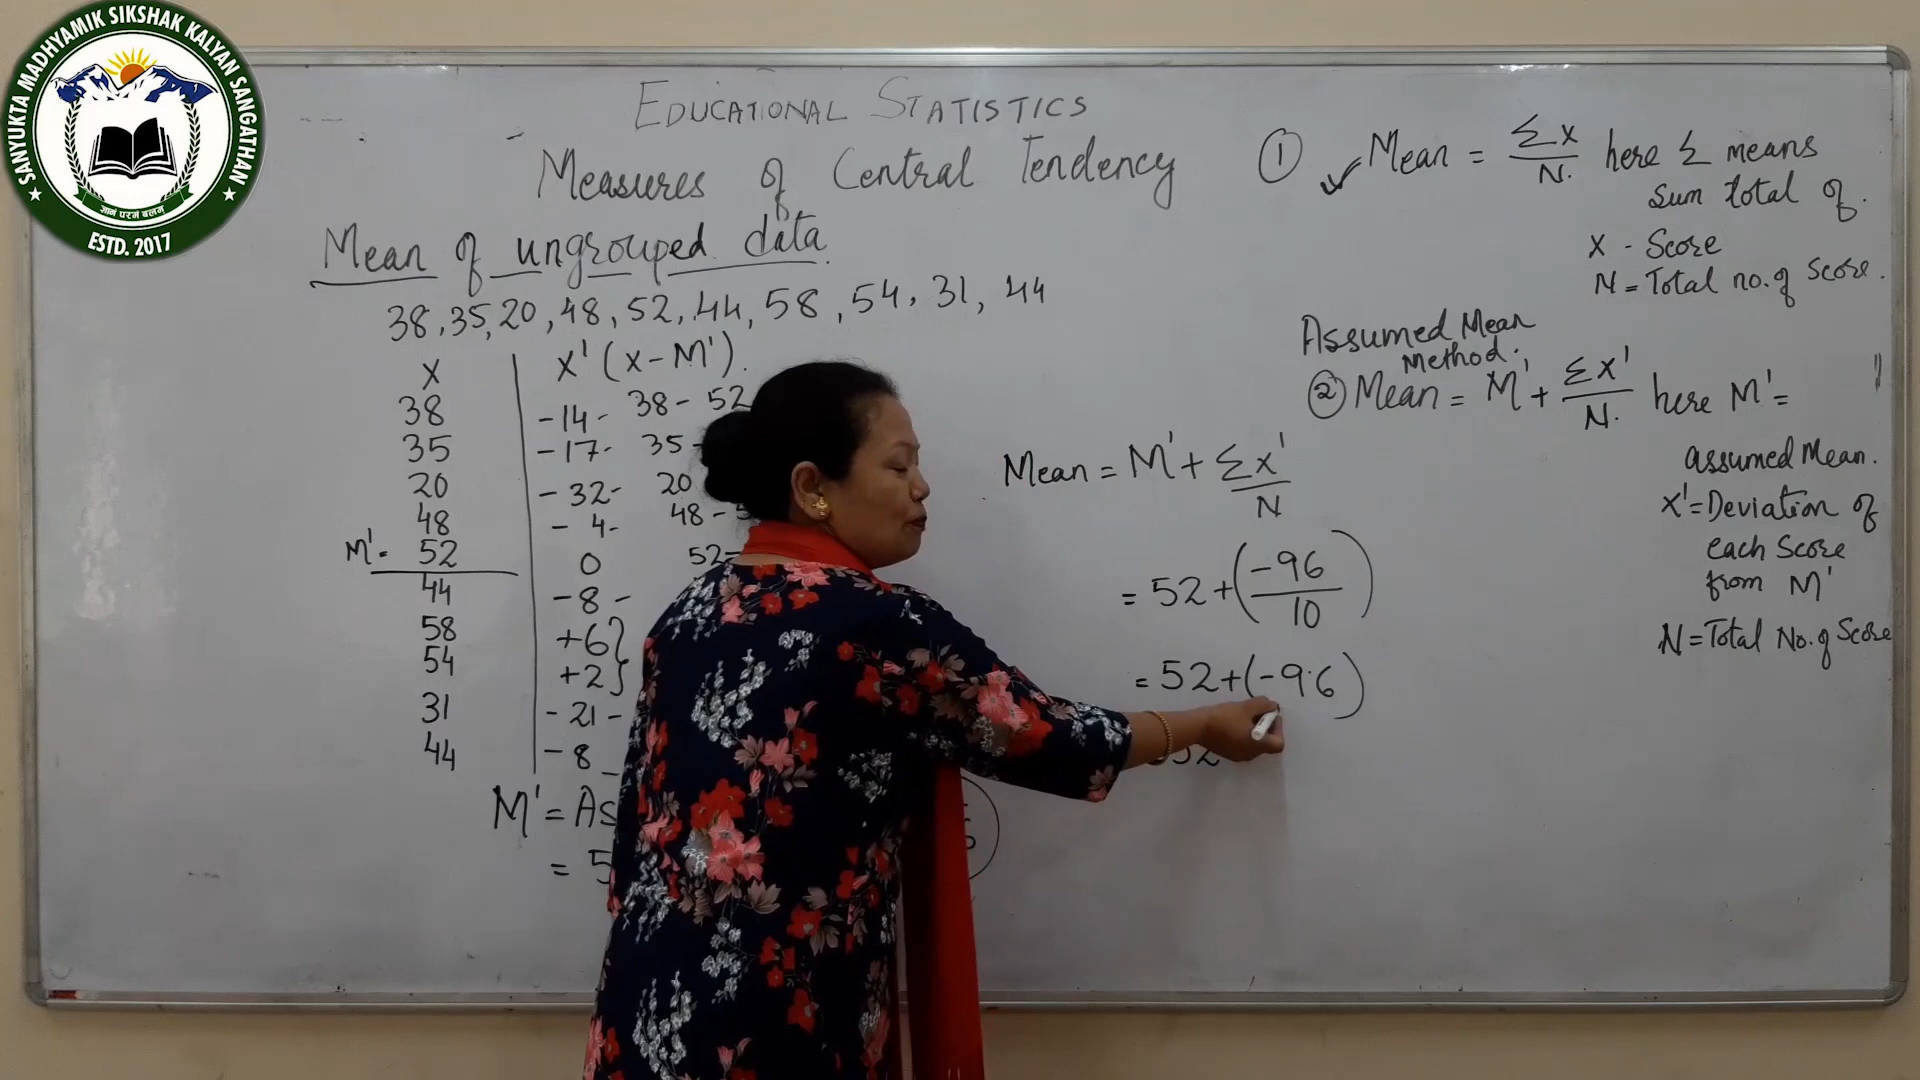 SANYUKTA MADHYAMIK SIKSHAK KALYAN SANGATHAN
ज्ञानं परमं बलम्
ESTD. 2017
EDUCATIONAL STATISTICS
Measures of Central Tendency
Mean of ungrouped data
38, 35, 20, 48, 52, 44, 58, 54, 31, 44
X X' (X - M')
38 -14 - 38 - 52
35 -17 - 35 -
20 -32 - 20
48 -4 - 48 -
M' = 52 0 52 -
44 -8 -
58 +6}
54 +2}
31 -21 -
44 -8 -
M' =
=
Mean = M' + Σx'/N
= 52 + (-96/10)
= 52 + (-9.6)
52
① ✓ Mean = Σx/N. here Σ means
Sum total of.
X - Score
N = Total no. of Score.
Assumed Mean
Method.
② Mean = M' + Σx'/N. here M' = "
assumed Mean.
X' = Deviation of
each Score
from M'
N = Total No. of Score